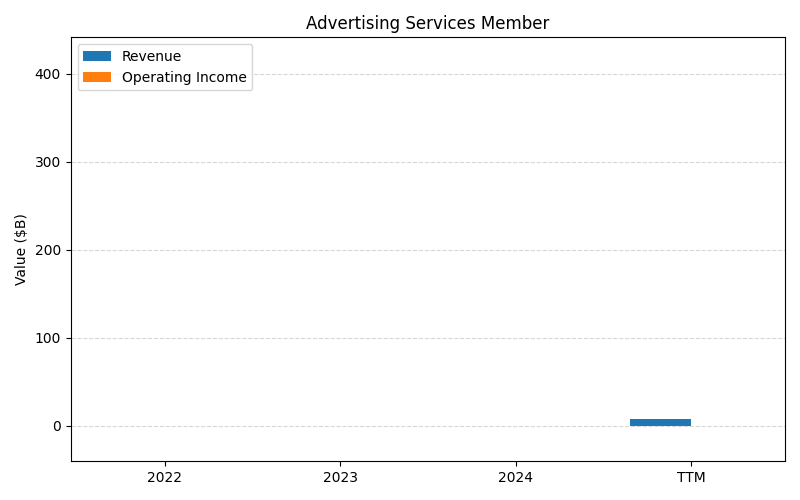 Advertising Services Member
Revenue
Operating Income
Value ($B)
400
300
200
100
0
2022
2023
2024
TTM